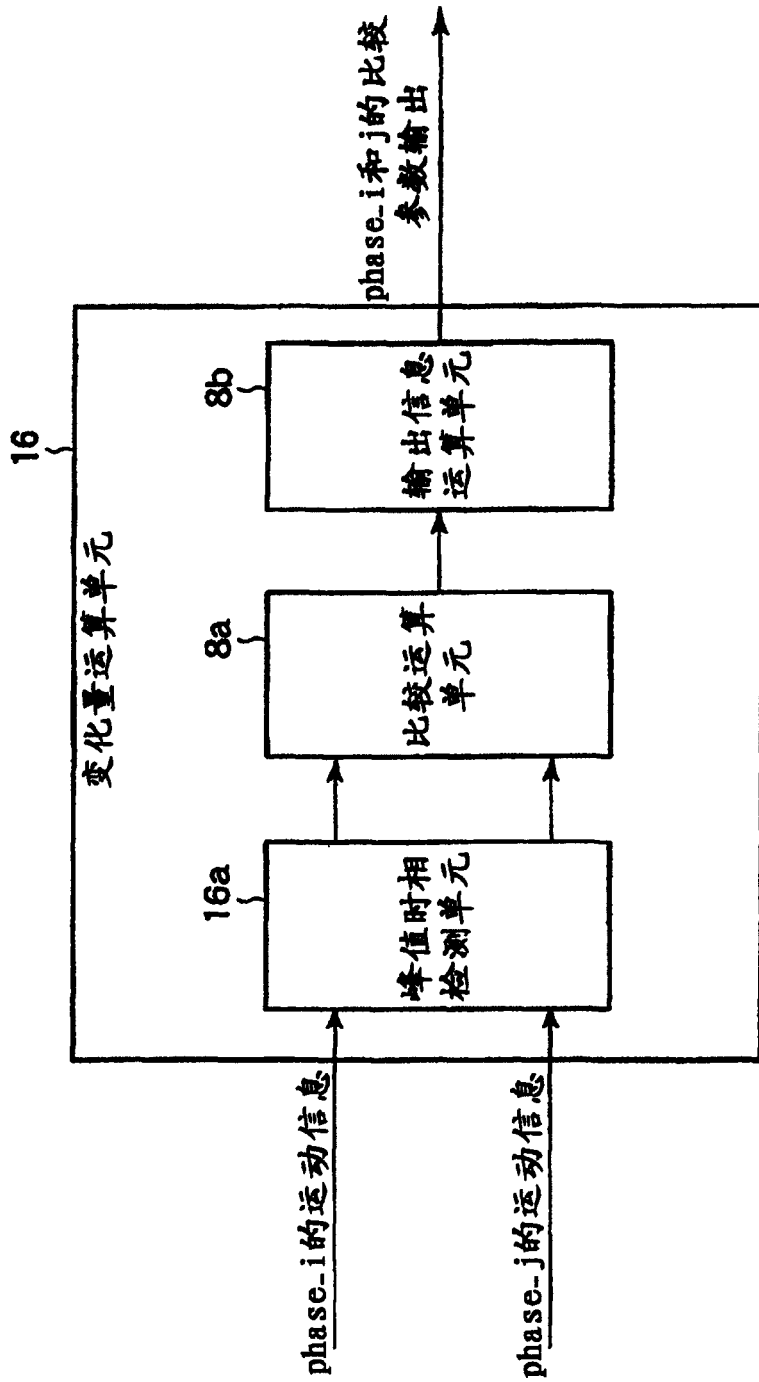 16
变化量运算单元
phase_i的运动信息
phase_j的运动信息
16a
峰值时相
检测单元
8a
比较运算
单元
8b
输出信息
运算单元
phase_i和j的比较
参数输出